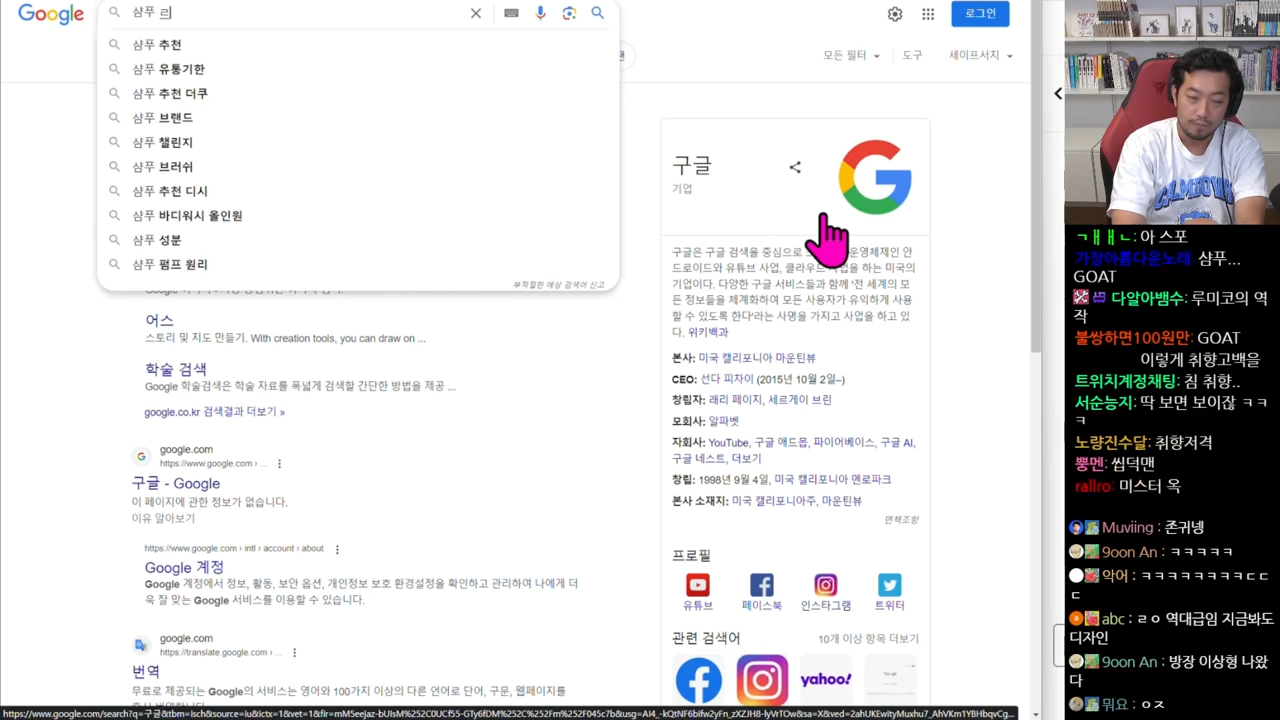 Google
샴푸 ㄹ
로그인
샴푸 추천
샴푸 유통기한
샴푸 추천 더쿠
샴푸 브랜드
샴푸 챌린지
샴푸 브러쉬
샴푸 추천 디시
샴푸 바디워시 올인원
샴푸 성분
샴푸 펌프 원리
부적절한 예상 검색어 신고
모든 필터
도구
세이프서치
어스
스토리 및 지도 만들기. With creation tools, you can draw on ...
학술 검색
Google 학술검색은 학술 자료를 폭넓게 검색할 간단한 방법을 제공 ...
google.co.kr 검색결과 더보기 »
google.com
https://www.google.com › ...
구글 - Google
이 페이지에 관한 정보가 없습니다.
이유 알아보기
https://www.google.com › intl › account › about
Google 계정
Google 계정에서 정보, 활동, 보안 옵션, 개인정보 보호 환경설정을 확인하고 관리하여 나에게 더
욱 잘 맞는 Google 서비스를 이용할 수 있습니다.
google.com
https://translate.google.com › ...
번역
무료로 제공되는 Google의 서비스는 영어와 100가지 이상의 다른 언어로 단어, 구문, 웹페이지를
구글
기업
구글은 구글 검색을 중심으로 운영체제인 안
드로이드와 유튜브 사업, 클라우드 사업을 하는 미국의
기업이다. 다양한 구글 서비스들과 함께 '전 세계의 모
든 정보들을 체계화하여 모든 사용자가 유익하게 사용
할 수 있도록 한다'라는 사명을 가지고 사업을 하고 있
다. 위키백과
본사: 미국 캘리포니아 마운틴뷰
CEO: 선다 피차이 (2015년 10월 2일–)
창립자: 래리 페이지, 세르게이 브린
모회사: 알파벳
자회사: YouTube, 구글 애드몹, 파이어베이스, 구글 AI,
구글 네스트, 더보기
창립: 1998년 9월 4일, 미국 캘리포니아 멘로파크
본사 소재지: 미국 캘리포니아주, 마운틴뷰
면책조항
프로필
유튜브
페이스북
인스타그램
트위터
관련 검색어
10개 이상 항목 더보기
yahoo!
CALMDOWN
ㄱㅐㅐㄴ: 아 스포
가장아름다운노래: 샴푸...
GOAT
다알아뱀수: 루미코의 역
작
불쌍하면100원만: GOAT
이렇게 취향고백을
트위치계정채팅: 침 취향..
서순능지: 딱 보면 보이잖 ㅋㅋ
ㅋ
노량진수달: 취향저격
뿡멘: 씹덕맨
rallro: 미스터 옥
Muviing : 존귀넹
9oon An : ㅋㅋㅋㅋㅋ
악어 : ㅋㅋㅋㅋㅋㅋㅋㅋㄷㄷ
ㄷ
abc : ㄹㅇ 역대급임 지금봐도
디자인
9oon An : 방장 이상형 나왔
다
뭐요 : ㅇㅈ